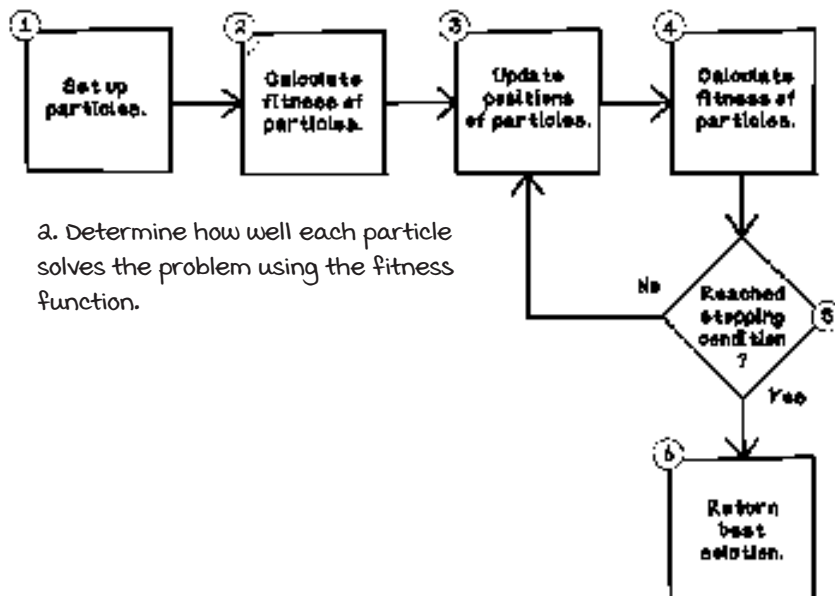 1
Set up
particles.
2
Calculate
fitness of
particles.
3
Update
positions
of particles.
4
Calculate
fitness of
particles.
2. Determine how well each particle
solves the problem using the fitness
function.
No
Reached
stopping
condition
?
5
Yes
6
Return
best
solution.